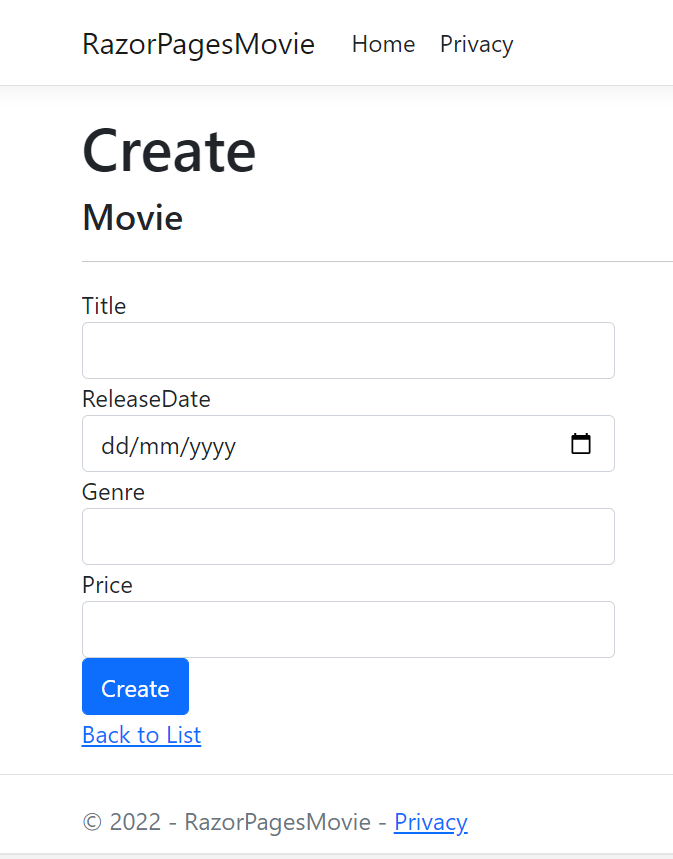 RazorPagesMovie Home Privacy
Create
Movie
Title
ReleaseDate
dd/mm/yyyy
Genre
Price
Create
Back to List
© 2022 - RazorPagesMovie - Privacy